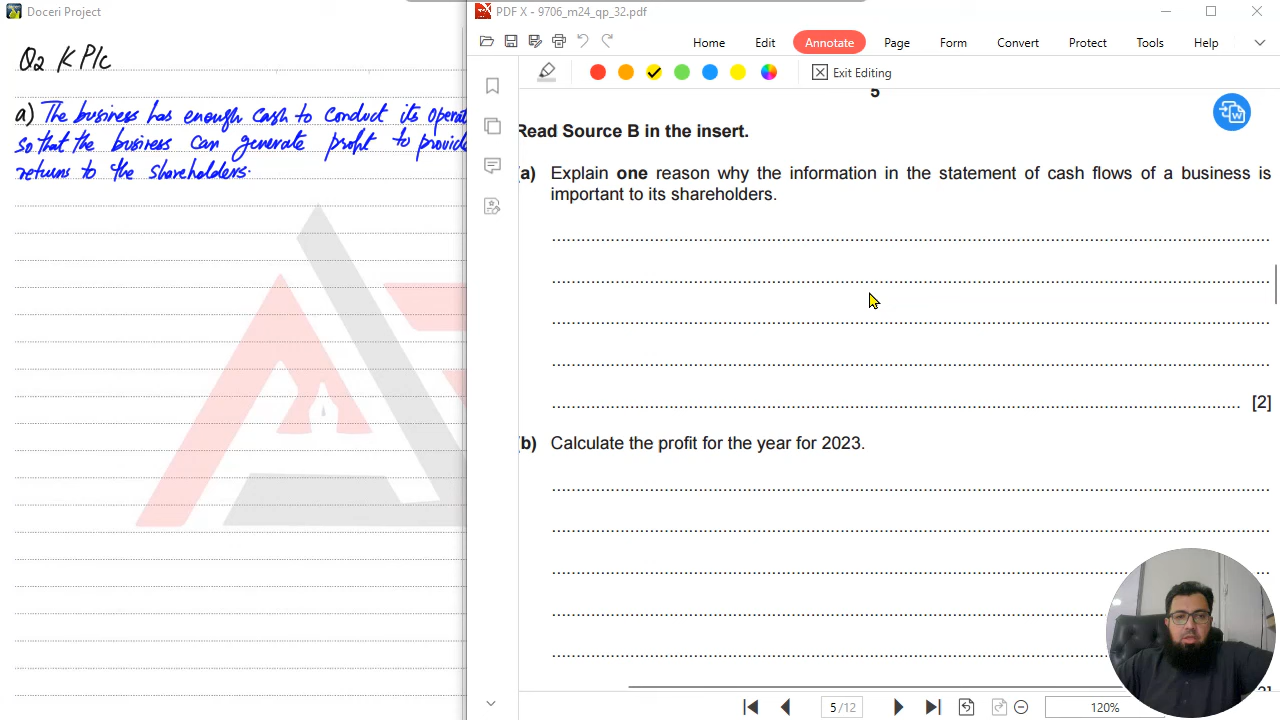 Doceri Project
Q2 K Plc
a) The business has enough cash to conduct its operat
so that the business can generate profit to provide
returns to the shareholders.
PDF X - 9706_m24_qp_32.pdf
Home Edit Annotate Page Form Convert Protect Tools Help
Exit Editing
5
Read Source B in the insert.
(a) Explain one reason why the information in the statement of cash flows of a business is
important to its shareholders.
[2]
(b) Calculate the profit for the year for 2023.
5 /12
120%